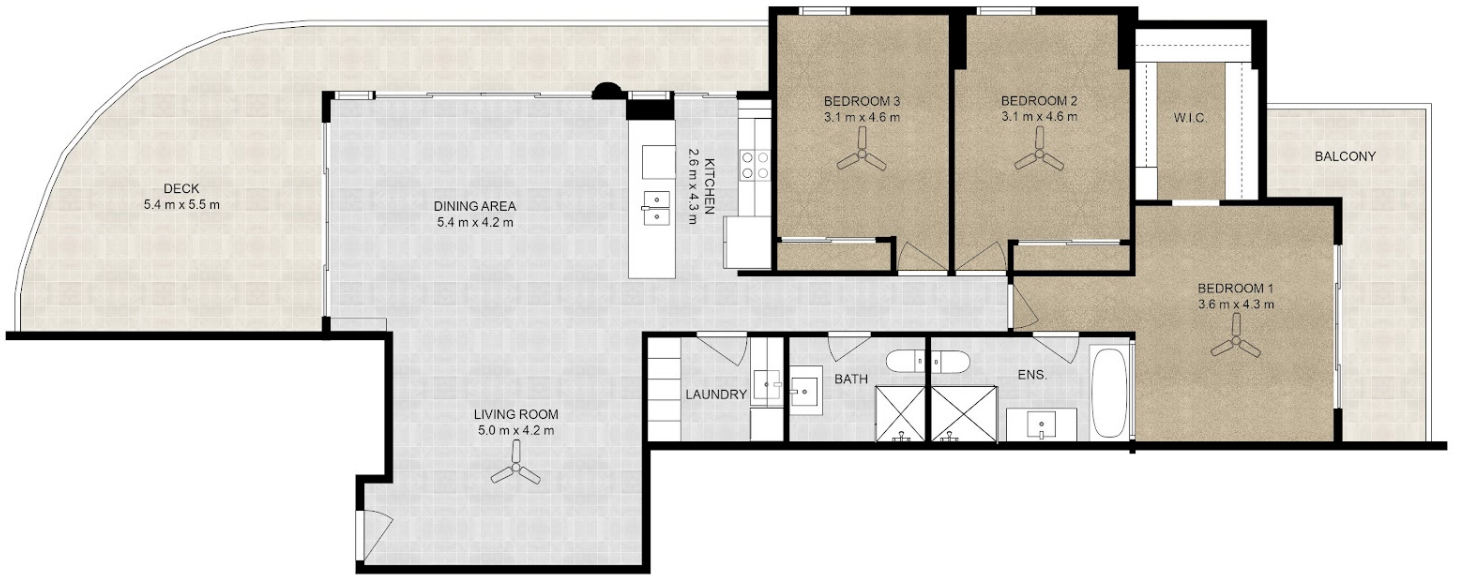 BEDROOM 3
3.1 m x 4.6 m
BEDROOM 2
3.1 m x 4.6 m
W.I.C.
BALCONY
DECK
5.4 m x 5.5 m
DINING AREA
5.4 m x 4.2 m
KITCHEN
2.6 m x 4.3 m
BEDROOM 1
3.6 m x 4.3 m
LAUNDRY
BATH
ENS.
LIVING ROOM
5.0 m x 4.2 m